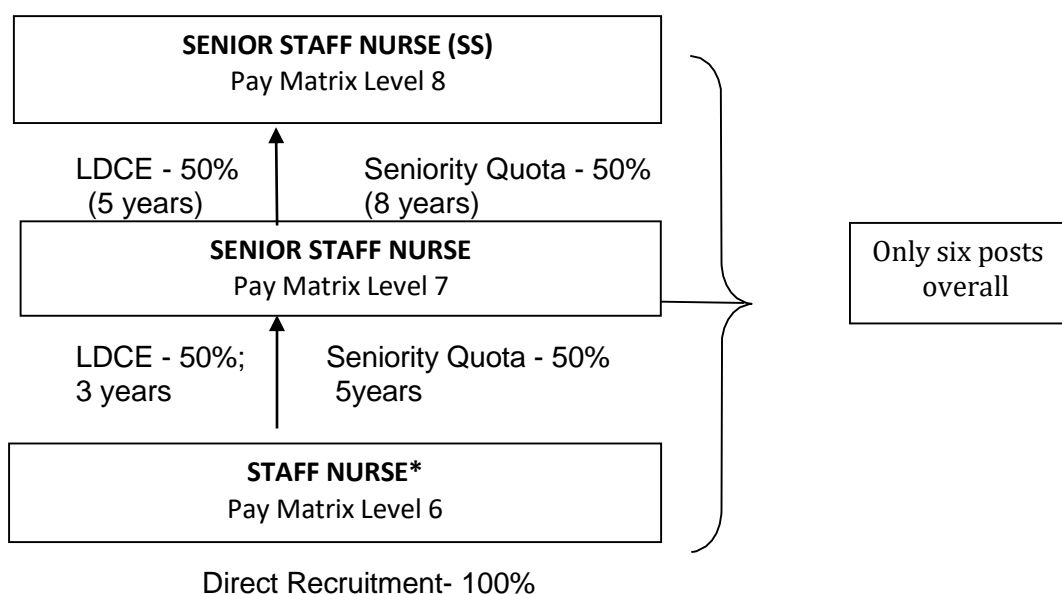 SENIOR STAFF NURSE (SS)
Pay Matrix Level 8
LDCE - 50% Seniority Quota - 50%
(5 years) (8 years)
SENIOR STAFF NURSE
Pay Matrix Level 7
Only six posts
overall
LDCE - 50%; Seniority Quota - 50%
3 years 5years
STAFF NURSE*
Pay Matrix Level 6
Direct Recruitment- 100%